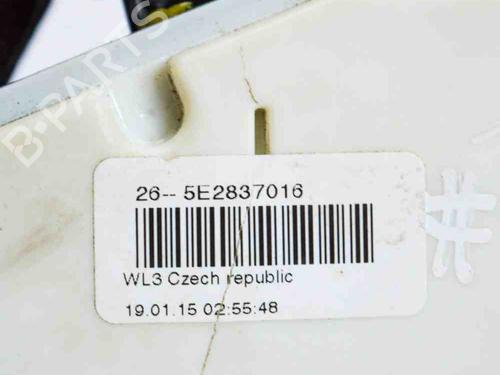 B-PARTS
26-- 5E2837016
WL3 Czech republic
19.01.15 02:55:48
#